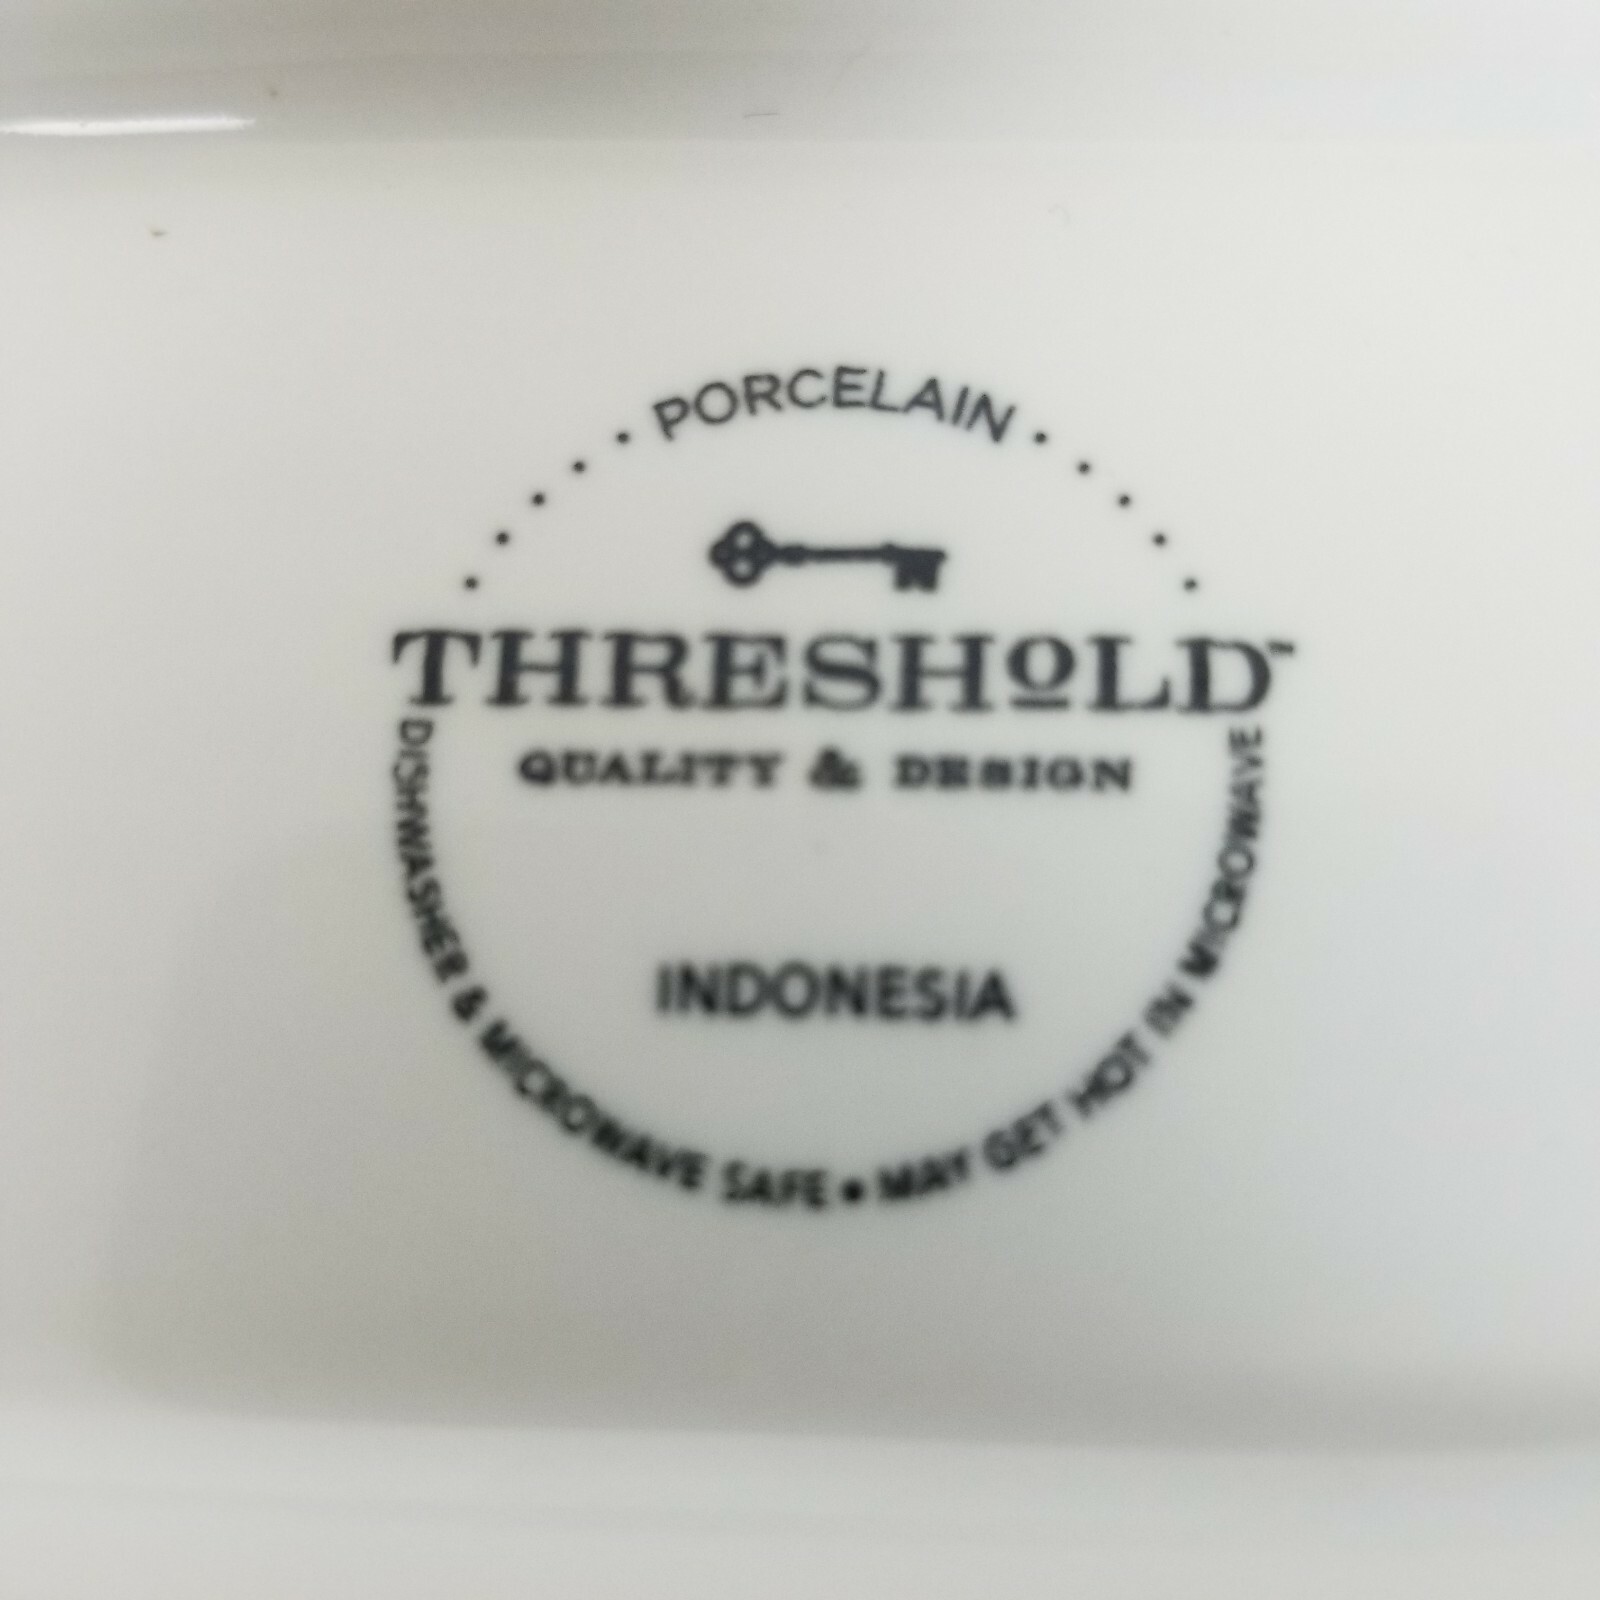 PORCELAIN
THRESHOLD™
QUALITY & DESIGN
INDONESIA
DISHWASHER & MICROWAVE SAFE • MAY GET HOT IN MICROWAVE